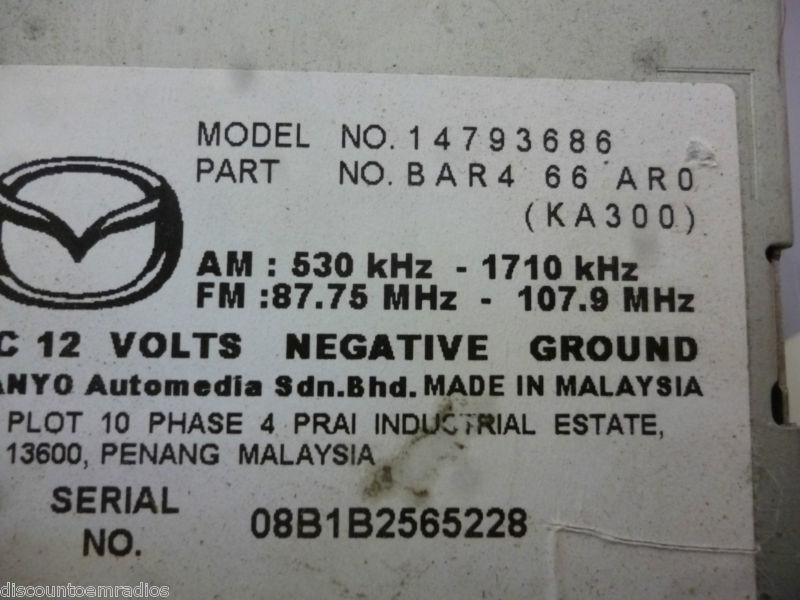 MODEL NO. 14793686
PART NO. BAR4 66 AR0
(KA300)
AM : 530 kHz - 1710 kHz
FM :87.75 MHz - 107.9 MHz
C 12 VOLTS NEGATIVE GROUND
ANYO Automedia Sdn.Bhd. MADE IN MALAYSIA
PLOT 10 PHASE 4 PRAI INDUSTRIAL ESTATE,
13600, PENANG MALAYSIA
SERIAL NO. 08B1B2565228
discountoemradios